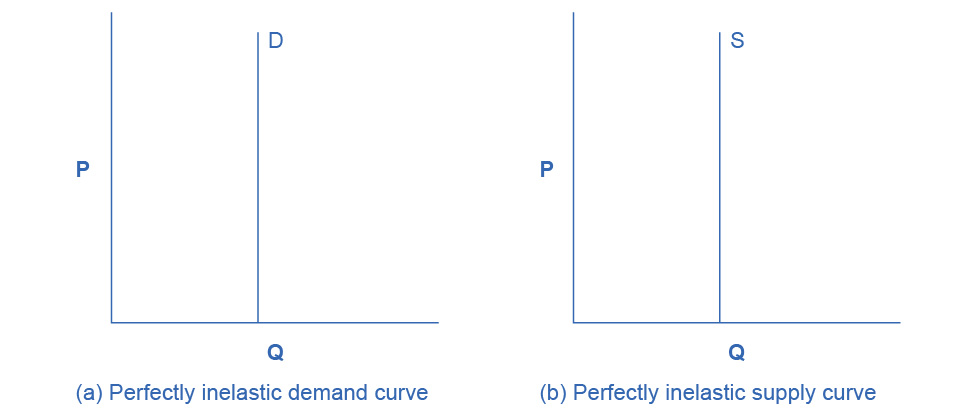 D
P
Q
(a) Perfectly inelastic demand curve
S
P
Q
(b) Perfectly inelastic supply curve